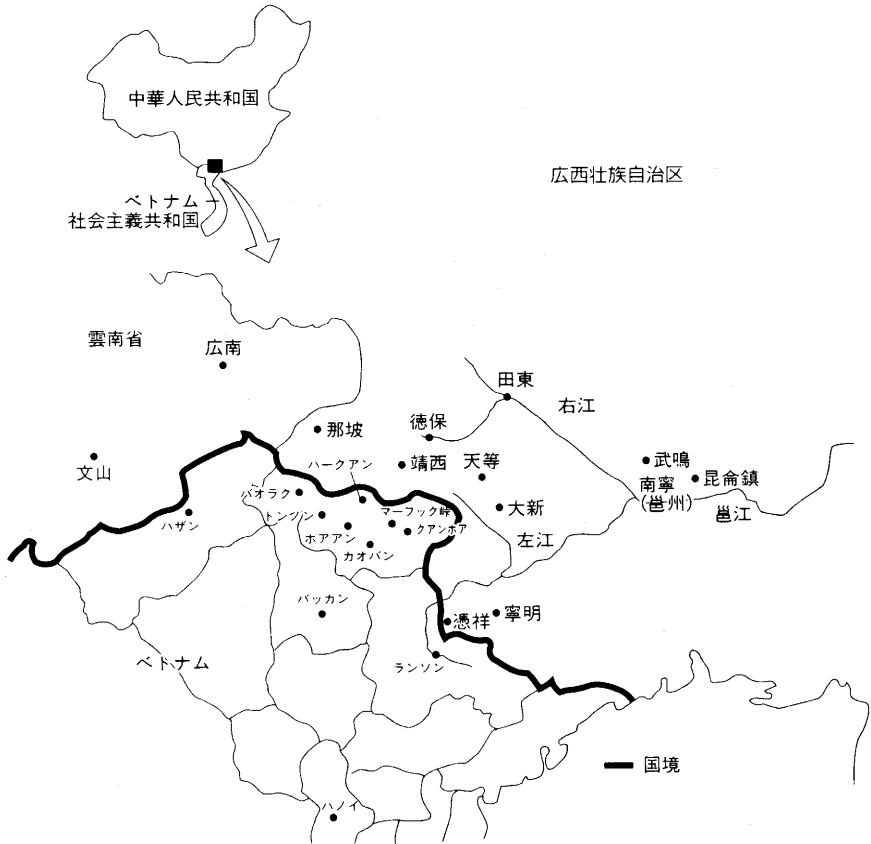 中華人民共和国
ベトナム
社会主義共和国
広西壮族自治区
雲南省
広南
田東
右江
徳保
那坡
武鳴
文山
ハークアン
靖西
天等
昆侖鎮
南寧
(邕州)
邕江
バオラク
ハザン
トンノン
マーフック峠
大新
ホアアン
クアンホア
左江
カオバン
バッカン
憑祥
寧明
ベトナム
ランソン
国境
ハノイ